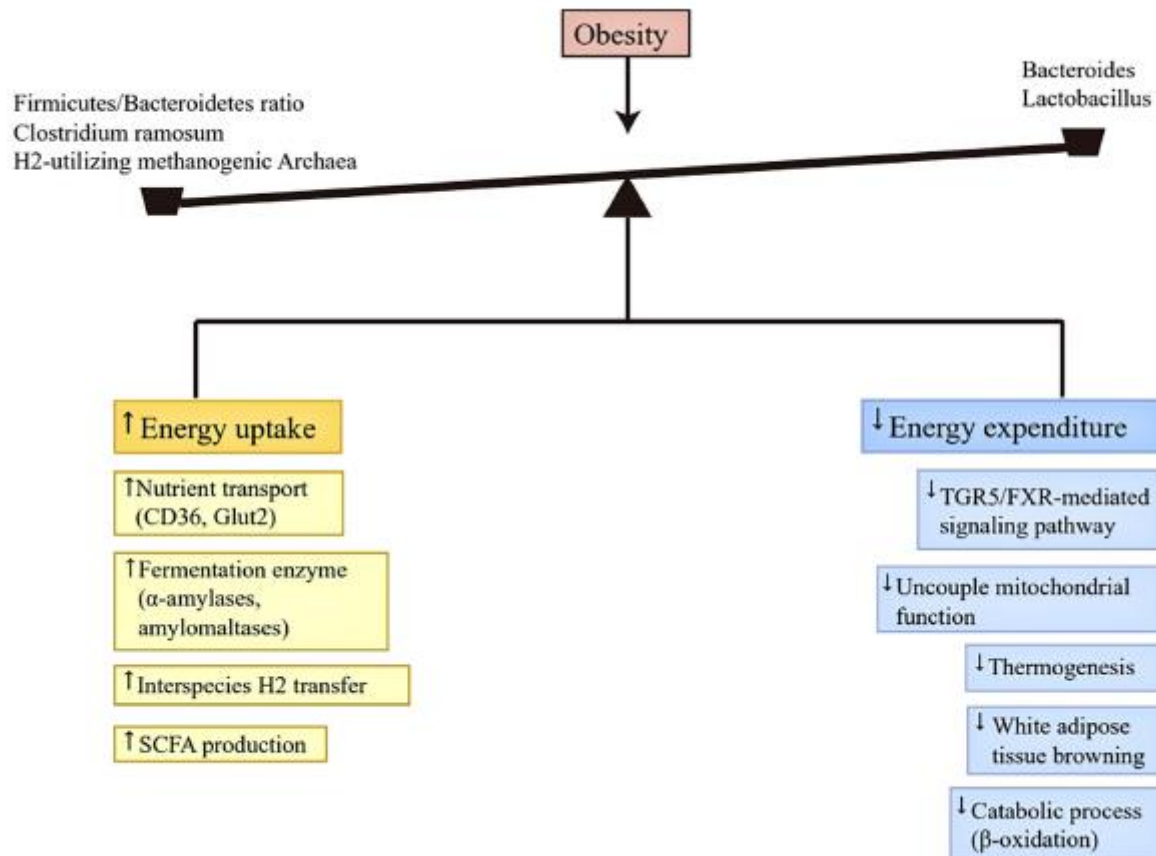 Obesity
Firmicutes/Bacteroidetes ratio
Clostridium ramosum
H2-utilizing methanogenic Archaea
Bacteroides
Lactobacillus
↑ Energy uptake
↑Nutrient transport
(CD36, Glut2)
↑Fermentation enzyme
(α-amylases,
amylomaltases)
↑Interspecies H2 transfer
↑SCFA production
↓ Energy expenditure
↓TGR5/FXR-mediated
signaling pathway
↓Uncouple mitochondrial
function
↓Thermogenesis
↓ White adipose
tissue browning
↓ Catabolic process
(β-oxidation)